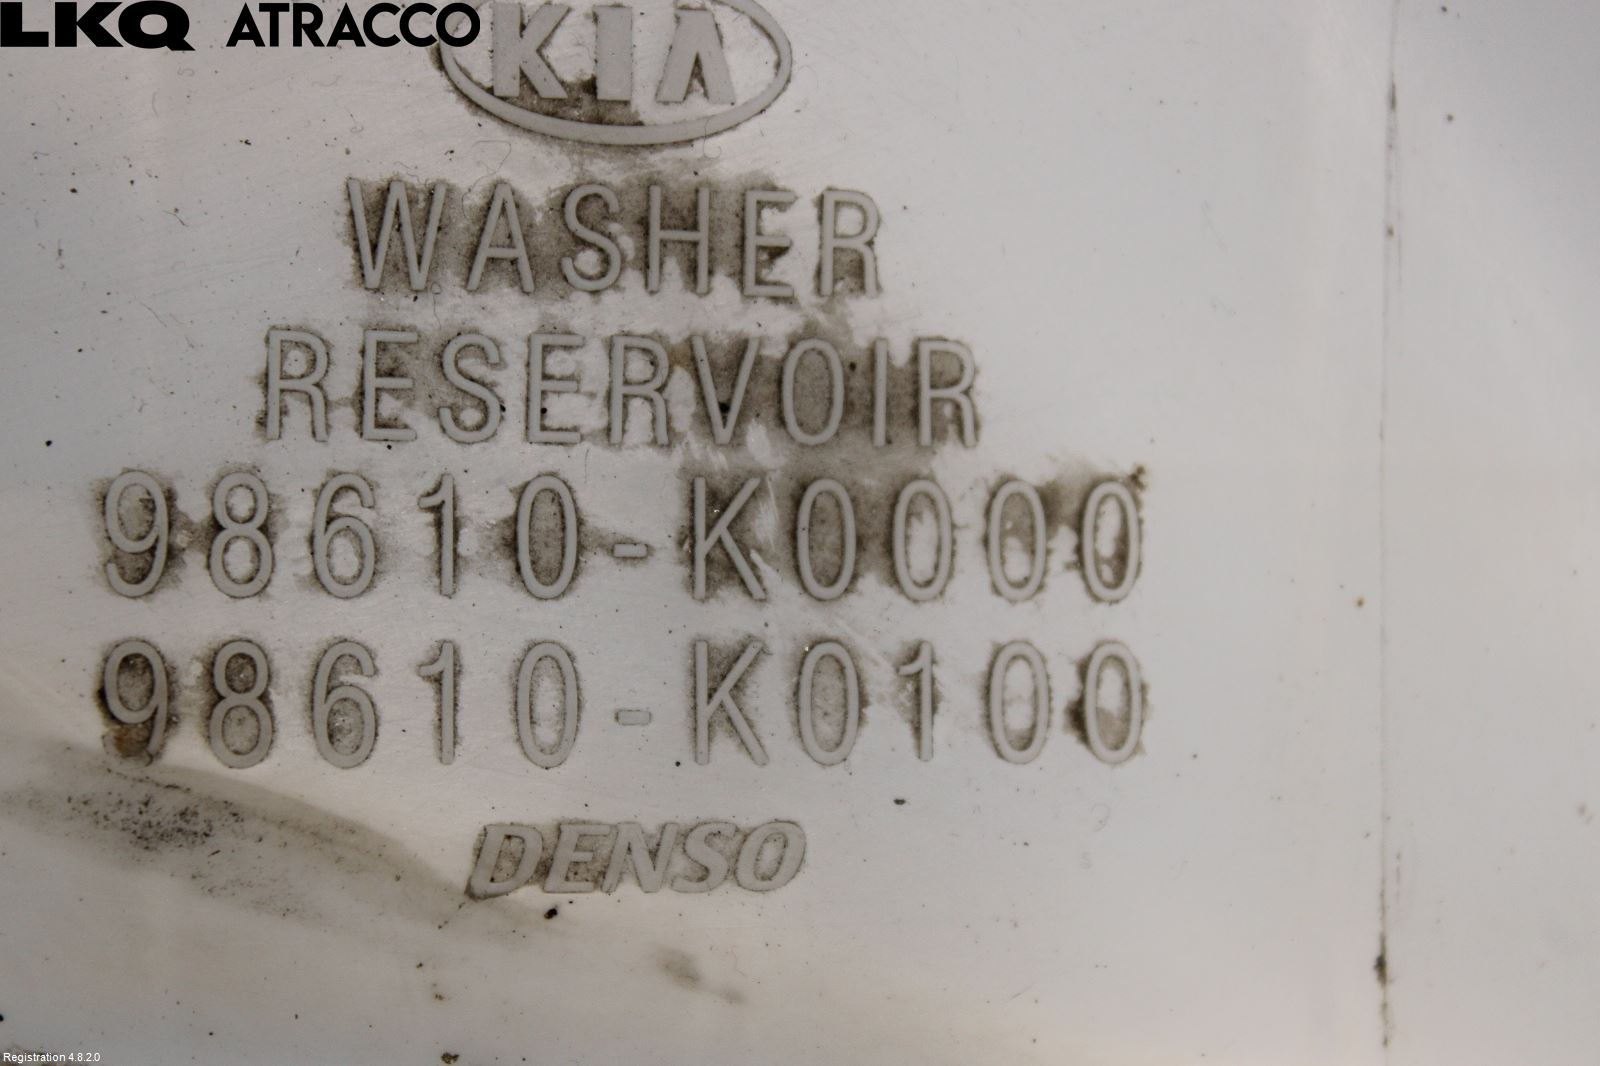 LKQ ATRACCO
KIA
WASHER
RESERVOIR
98610-K0000
98610-K0100
DENSO
Registration 4.8.2.0